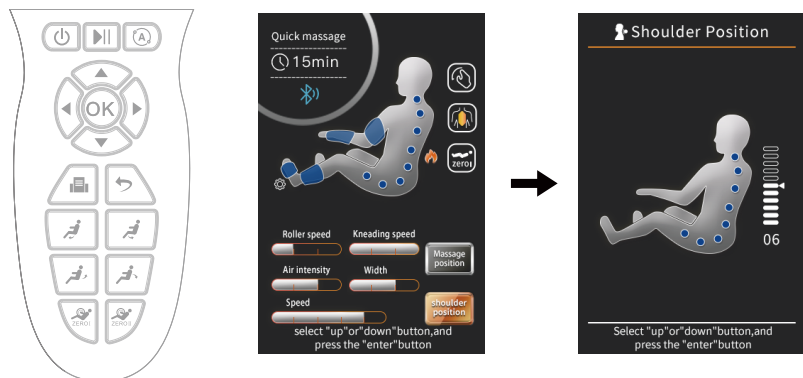 A
OK
ZERO I
ZERO II
Quick massage
15min
zero I
Roller speed
Kneading speed
Massage
position
Air intensity
Width
Speed
shoulder
position
select "up"or"down"button,and
press the "enter"button
Shoulder Position
06
Select "up"or"down"button,and
press the "enter"button